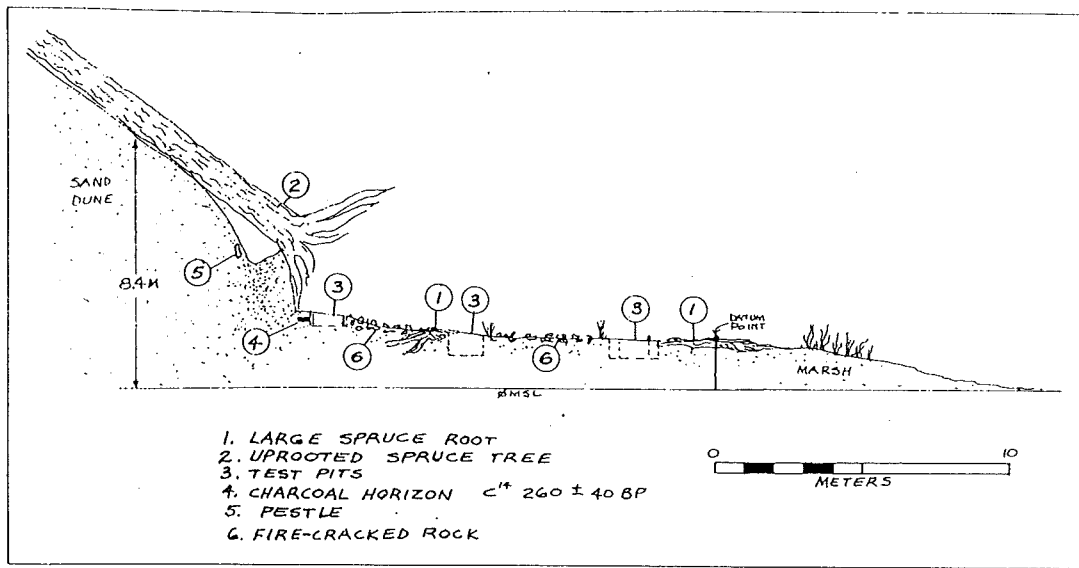 2
SAND
DUNE
5
8.4 M
3
1
3
3
1
DATUM
POINT
4
6
6
MARSH
ØMSL
1. LARGE SPRUCE ROOT
2. UPROOTED SPRUCE TREE
3. TEST PITS
4. CHARCOAL HORIZON C14 260 ± 40 BP
5. PESTLE
6. FIRE-CRACKED ROCK
0 10
METERS